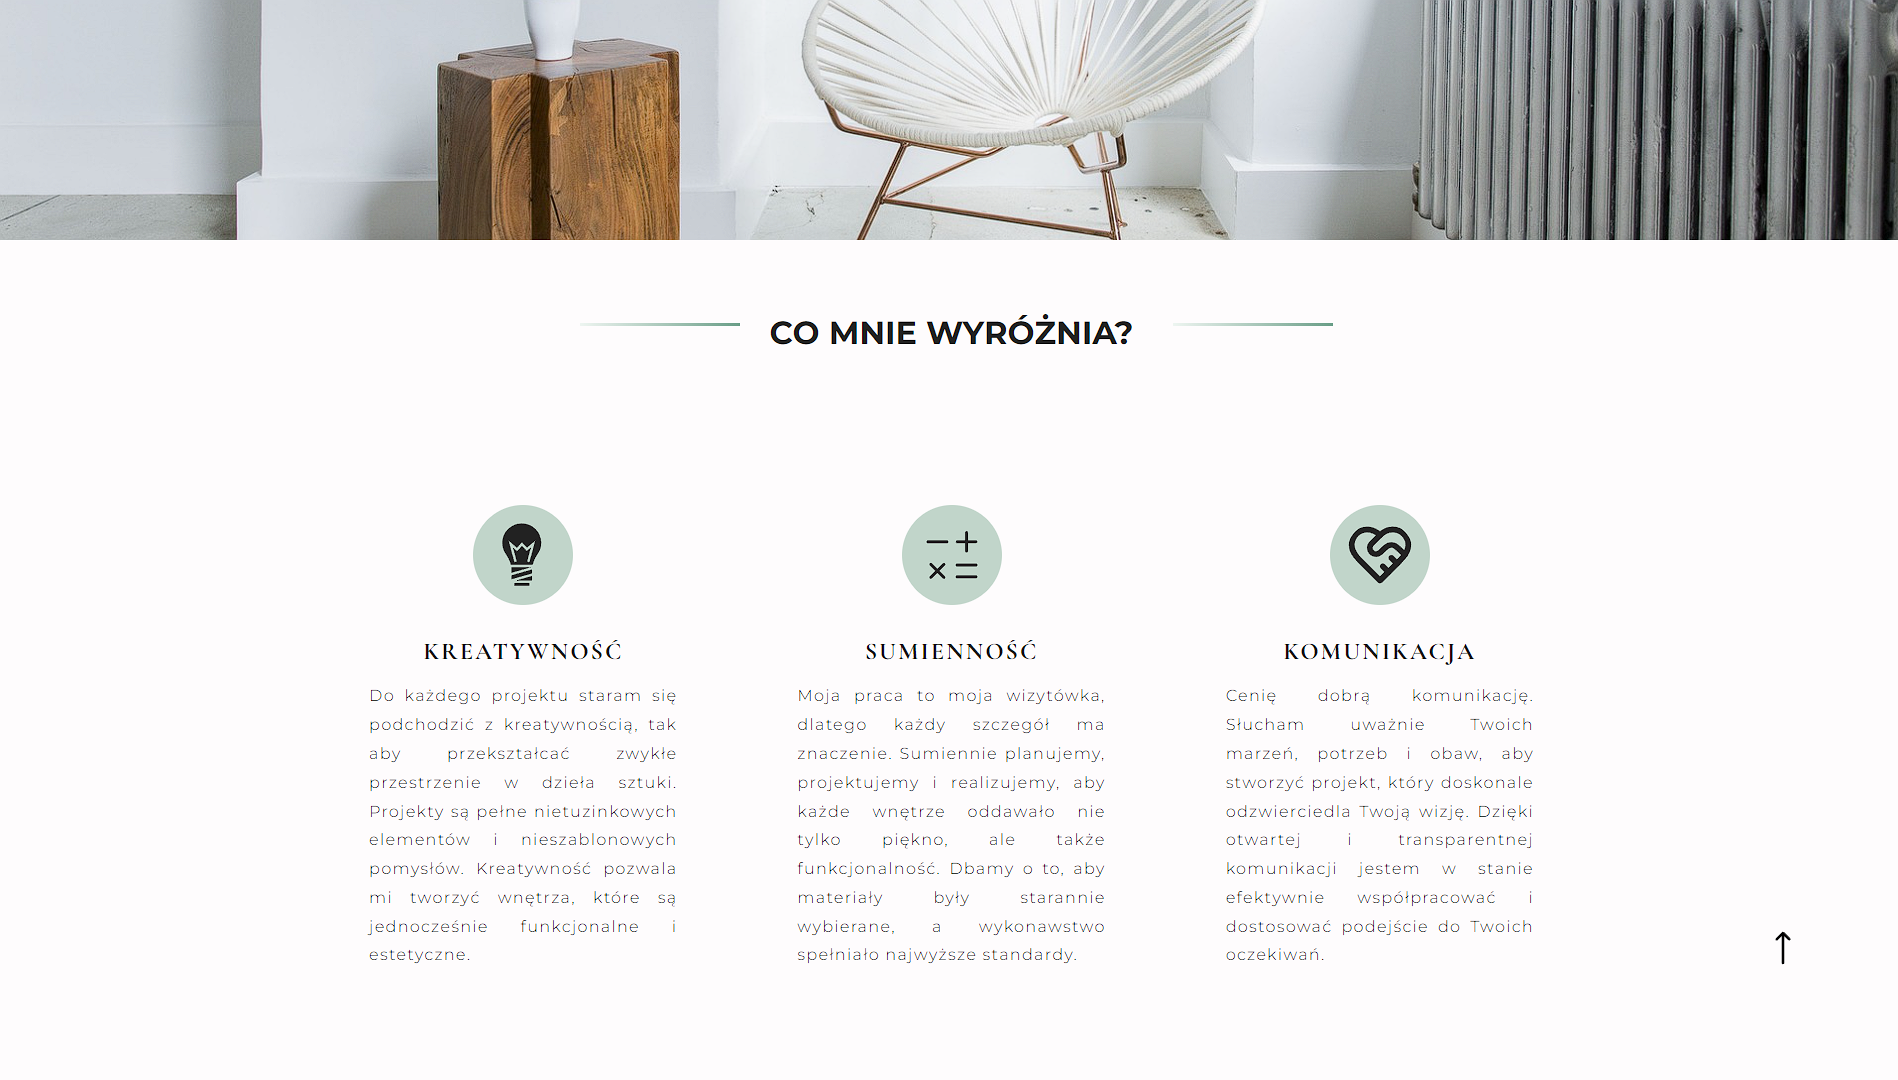 CO MNIE WYRÓŻNIA?
KREATYWNOŚĆ
Do każdego projektu staram się
podchodzić z kreatywnością, tak
aby przekształcać zwykłe
przestrzenie w dzieła sztuki.
Projekty są pełne nietuzinkowych
elementów i nieszablonowych
pomysłów. Kreatywność pozwala
mi tworzyć wnętrza, które są
jednocześnie funkcjonalne i
estetyczne.
SUMIENNOŚĆ
Moja praca to moja wizytówka,
dlatego każdy szczegół ma
znaczenie. Sumiennie planujemy,
projektujemy i realizujemy, aby
każde wnętrze oddawało nie
tylko piękno, ale także
funkcjonalność. Dbamy o to, aby
materiały były starannie
wybierane, a wykonawstwo
spełniało najwyższe standardy.
KOMUNIKACJA
Cenię dobrą komunikację.
Słucham uważnie Twoich
marzeń, potrzeb i obaw, aby
stworzyć projekt, który doskonale
odzwierciedla Twoją wizję. Dzięki
otwartej i transparentnej
komunikacji jestem w stanie
efektywnie współpracować i
dostosować podejście do Twoich
oczekiwań.